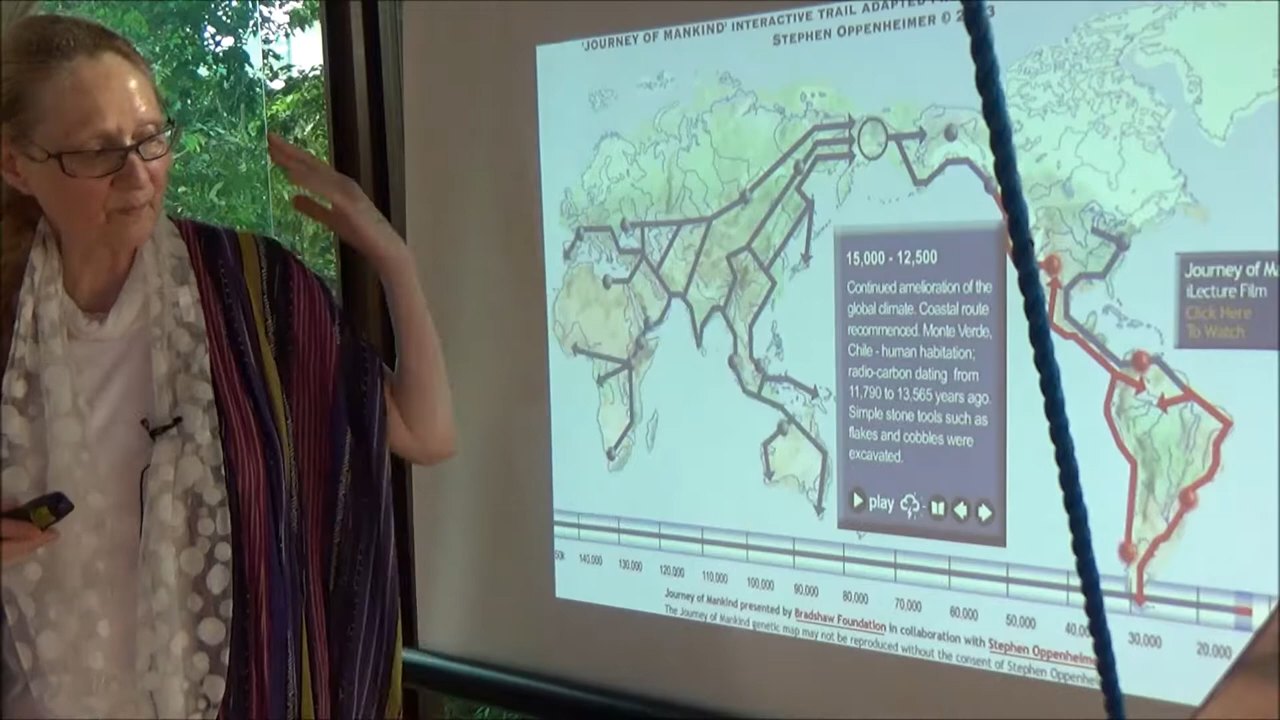 'JOURNEY OF MANKIND' INTERACTIVE TRAIL ADAPTED
STEPHEN OPPENHEIMER ©
15,000 - 12,500
Continued amelioration of the
global climate. Coastal route
recommenced. Monte Verde,
Chile - human habitation;
radio-carbon dating from
11,790 to 13,565 years ago.
Simple stone tools such as
flakes and cobbles were
excavated.
play
Journey of
iLecture Film
Click Here
To Watch
140,000 130,000 120,000 110,000 100,000 90,000 80,000 70,000 60,000 50,000 30,000 20,000
Journey of Mankind presented by Bradshaw Foundation in collaboration with Stephen Oppenheime
The Journey of Mankind genetic map may not be reproduced without the consent of Stephen Oppenhe